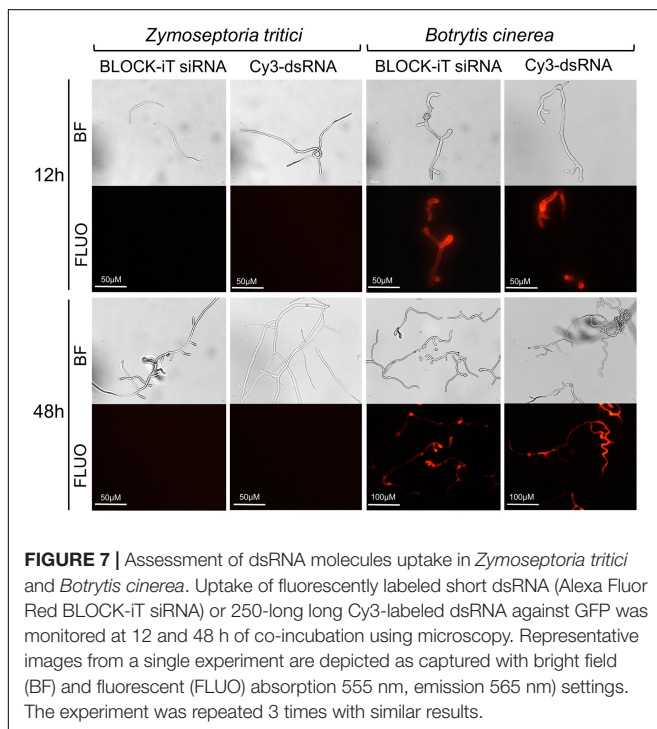 Zymoseptoria tritici Botrytis cinerea
BLOCK-iT siRNA Cy3-dsRNA BLOCK-iT siRNA Cy3-dsRNA
12h
BF
FLUO
50µM 50µM 50µM 50µM
48h
BF
FLUO
50µM 50µM 100µM 100µM
FIGURE 7 | Assessment of dsRNA molecules uptake in Zymoseptoria tritici
and Botrytis cinerea. Uptake of fluorescently labeled short dsRNA (Alexa Fluor
Red BLOCK-iT siRNA) or 250-long long Cy3-labeled dsRNA against GFP was
monitored at 12 and 48 h of co-incubation using microscopy. Representative
images from a single experiment are depicted as captured with bright field
(BF) and fluorescent (FLUO) absorption 555 nm, emission 565 nm) settings.
The experiment was repeated 3 times with similar results.